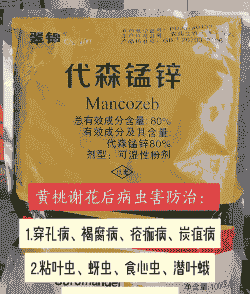 翠锦
代森锰锌
Mancozeb
总有效成分含量:80%
有效成分及其含量:
代森锰锌80%
剂型:可湿性粉剂
黄桃谢花后病虫害防治:
1.穿孔病、褐腐病、疮痂病、炭疽病
2.粘叶虫、蚜虫、食心虫、潜叶蛾